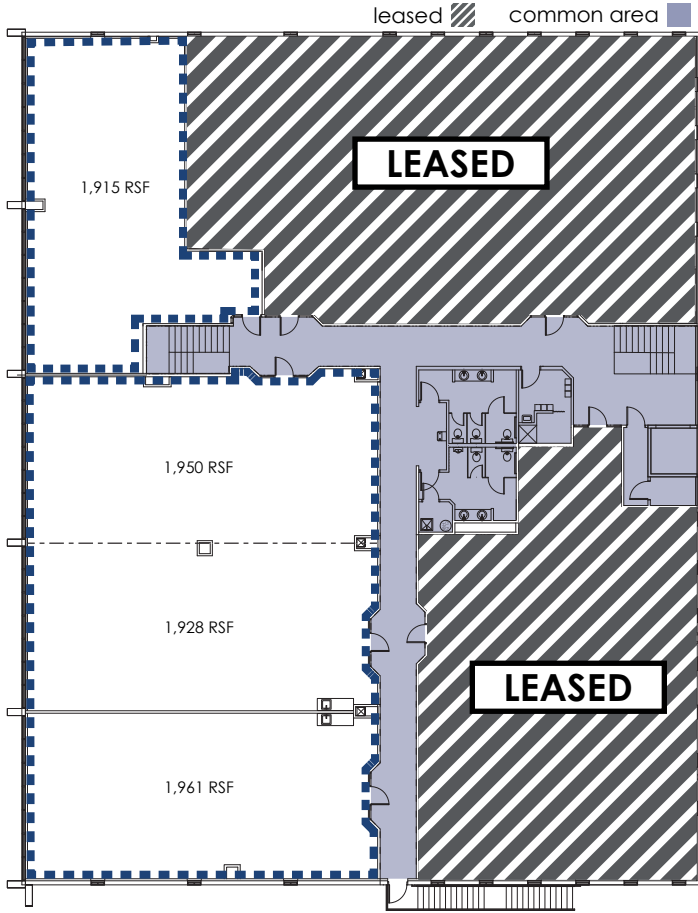 leased
common area
LEASED
1,915 RSF
1,950 RSF
1,928 RSF
LEASED
1,961 RSF